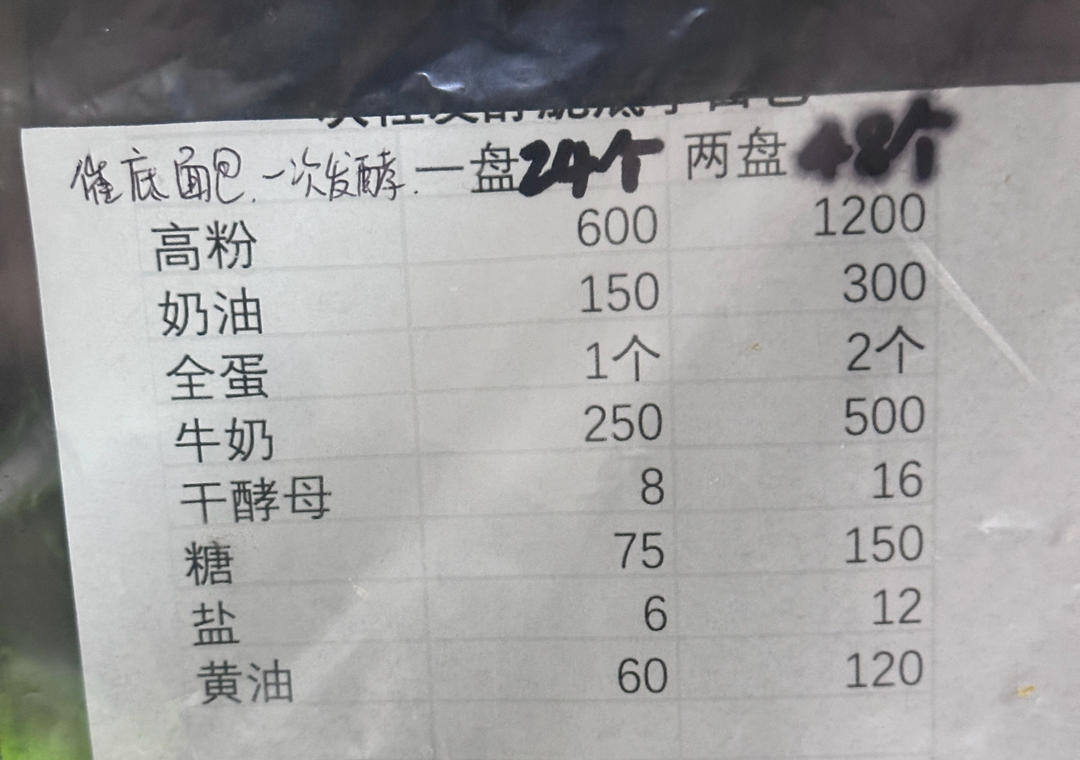 催底面包.一次发酵. 一盘24个 两盘48个
高粉 600 1200
奶油 150 300
全蛋 1个 2个
牛奶 250 500
干酵母 8 16
糖 75 150
盐 6 12
黄油 60 120